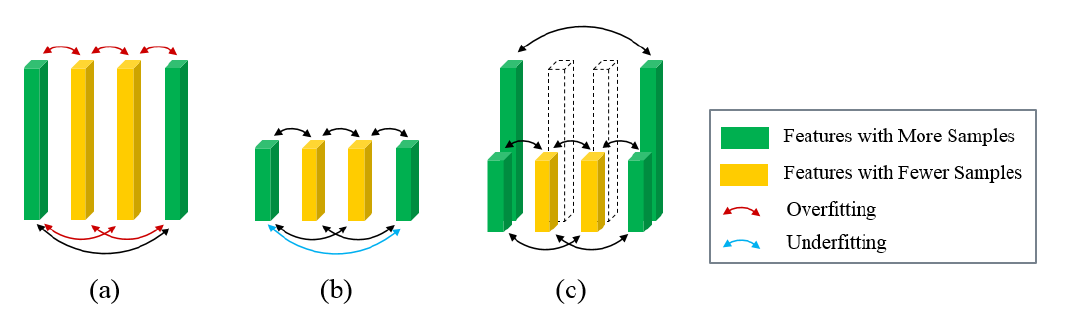 Features with More Samples
Features with Fewer Samples
Overfitting
Underfitting
(a)
(b)
(c)